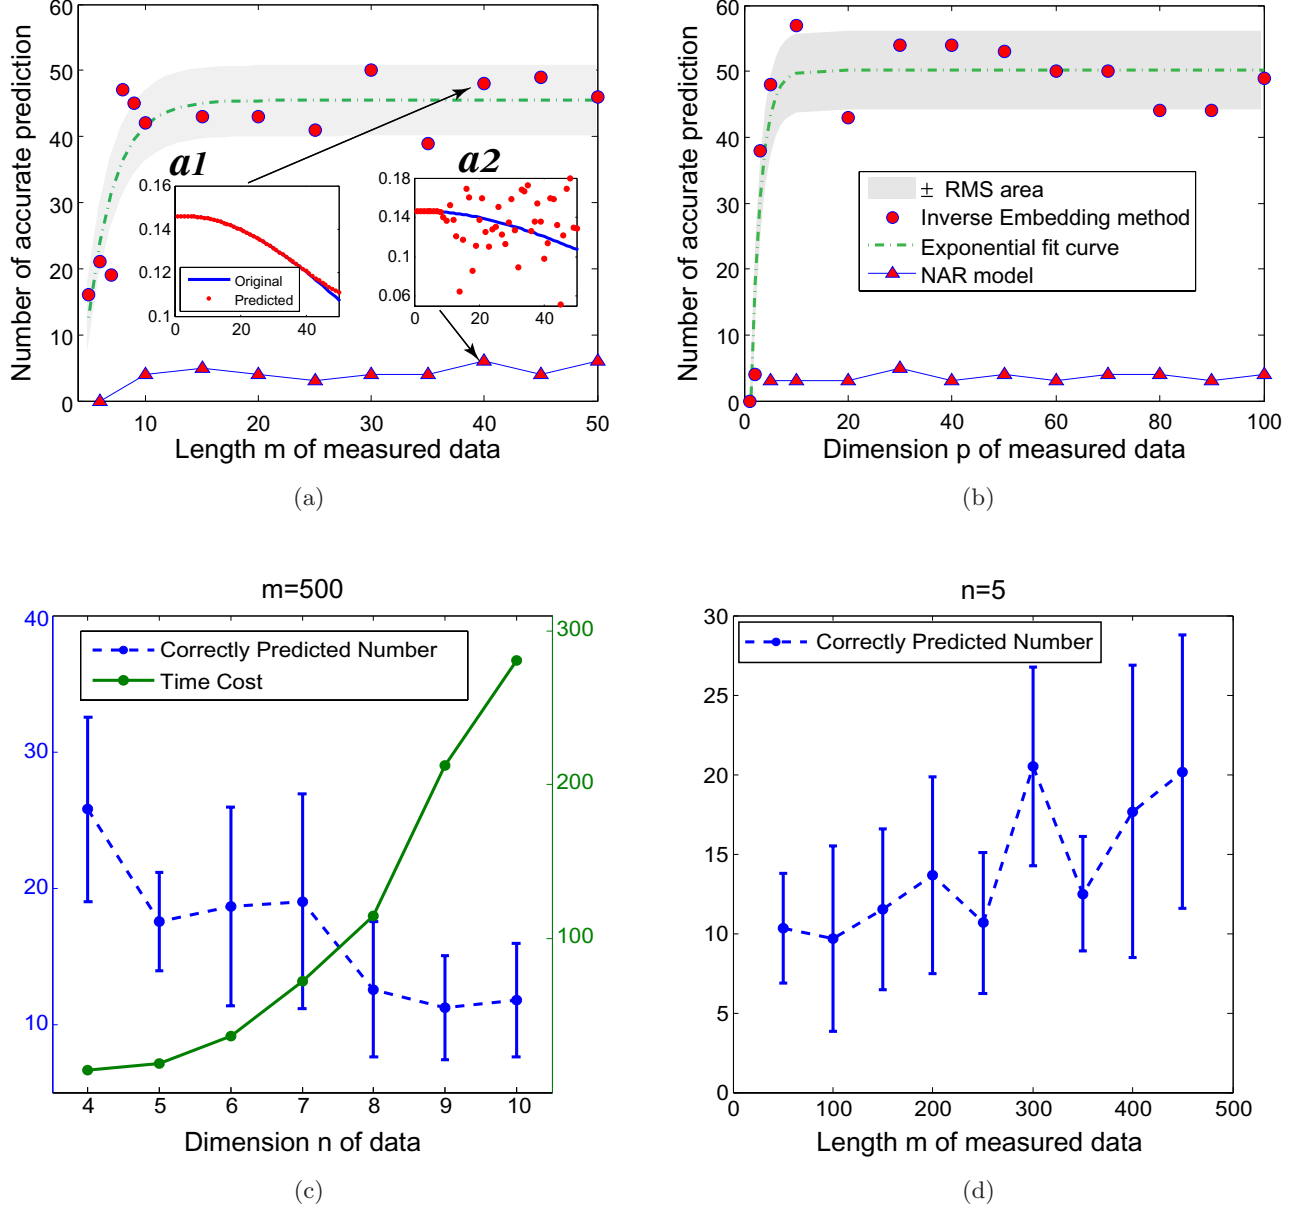 Number of accurate prediction
60
50
40
30
20
10
0
10
20
30
40
50
Length m of measured data
a1
0.16
0.14
0.12
0.1
0
20
40
Original
Predicted
a2
0.18
0.14
0.1
0.06
0
20
40
(a)
Number of accurate prediction
60
50
40
30
20
10
0
0
20
40
60
80
100
Dimension p of measured data
± RMS area
Inverse Embedding method
Exponential fit curve
NAR model
(b)
m=500
40
30
20
10
300
200
100
Correctly Predicted Number
Time Cost
4
5
6
7
8
9
10
Dimension n of data
(c)
n=5
30
25
20
15
10
5
0
Correctly Predicted Number
0
100
200
300
400
500
Length m of measured data
(d)